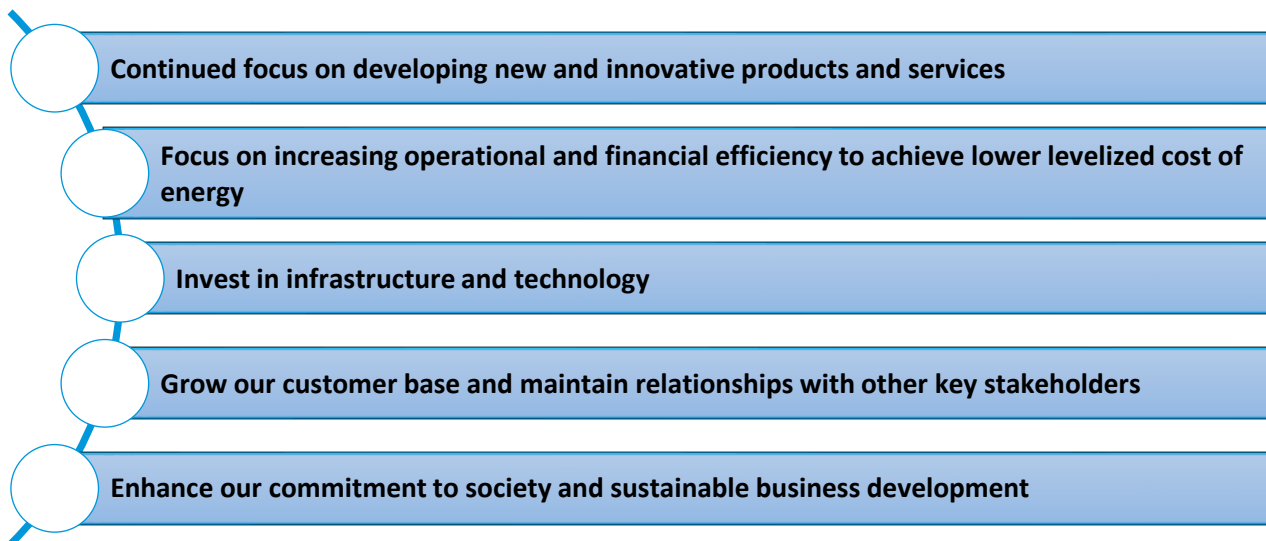 Continued focus on developing new and innovative products and services
Focus on increasing operational and financial efficiency to achieve lower levelized cost of
energy
Invest in infrastructure and technology
Grow our customer base and maintain relationships with other key stakeholders
Enhance our commitment to society and sustainable business development